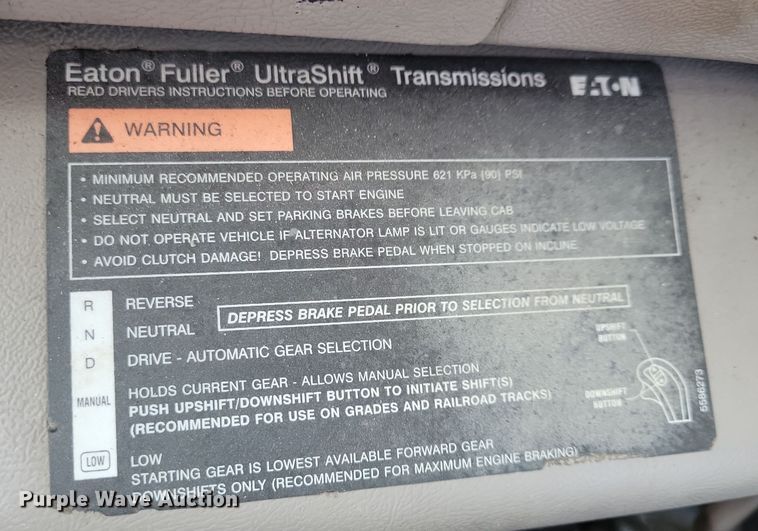 Eaton® Fuller® UltraShift® Transmissions
EATON
READ DRIVERS INSTRUCTIONS BEFORE OPERATING
WARNING
• MINIMUM RECOMMENDED OPERATING AIR PRESSURE 621 KPa (90) PSI
• NEUTRAL MUST BE SELECTED TO START ENGINE
• SELECT NEUTRAL AND SET PARKING BRAKES BEFORE LEAVING CAB
• DO NOT OPERATE VEHICLE IF ALTERNATOR LAMP IS LIT OR GAUGES INDICATE LOW VOLTAGE
• AVOID CLUTCH DAMAGE! DEPRESS BRAKE PEDAL WHEN STOPPED ON INCLINE
R REVERSE
DEPRESS BRAKE PEDAL PRIOR TO SELECTION FROM NEUTRAL
N NEUTRAL
D DRIVE - AUTOMATIC GEAR SELECTION
MANUAL HOLDS CURRENT GEAR - ALLOWS MANUAL SELECTION
PUSH UPSHIFT/DOWNSHIFT BUTTON TO INITIATE SHIFT(S)
(RECOMMENDED FOR USE ON GRADES AND RAILROAD TRACKS)
UPSHIFT
BUTTON
DOWNSHIFT
BUTTON
5586273
LOW LOW
STARTING GEAR IS LOWEST AVAILABLE FORWARD GEAR
DOWNSHIFTS ONLY (RECOMMENDED FOR MAXIMUM ENGINE BRAKING)
Purple Wave Auction